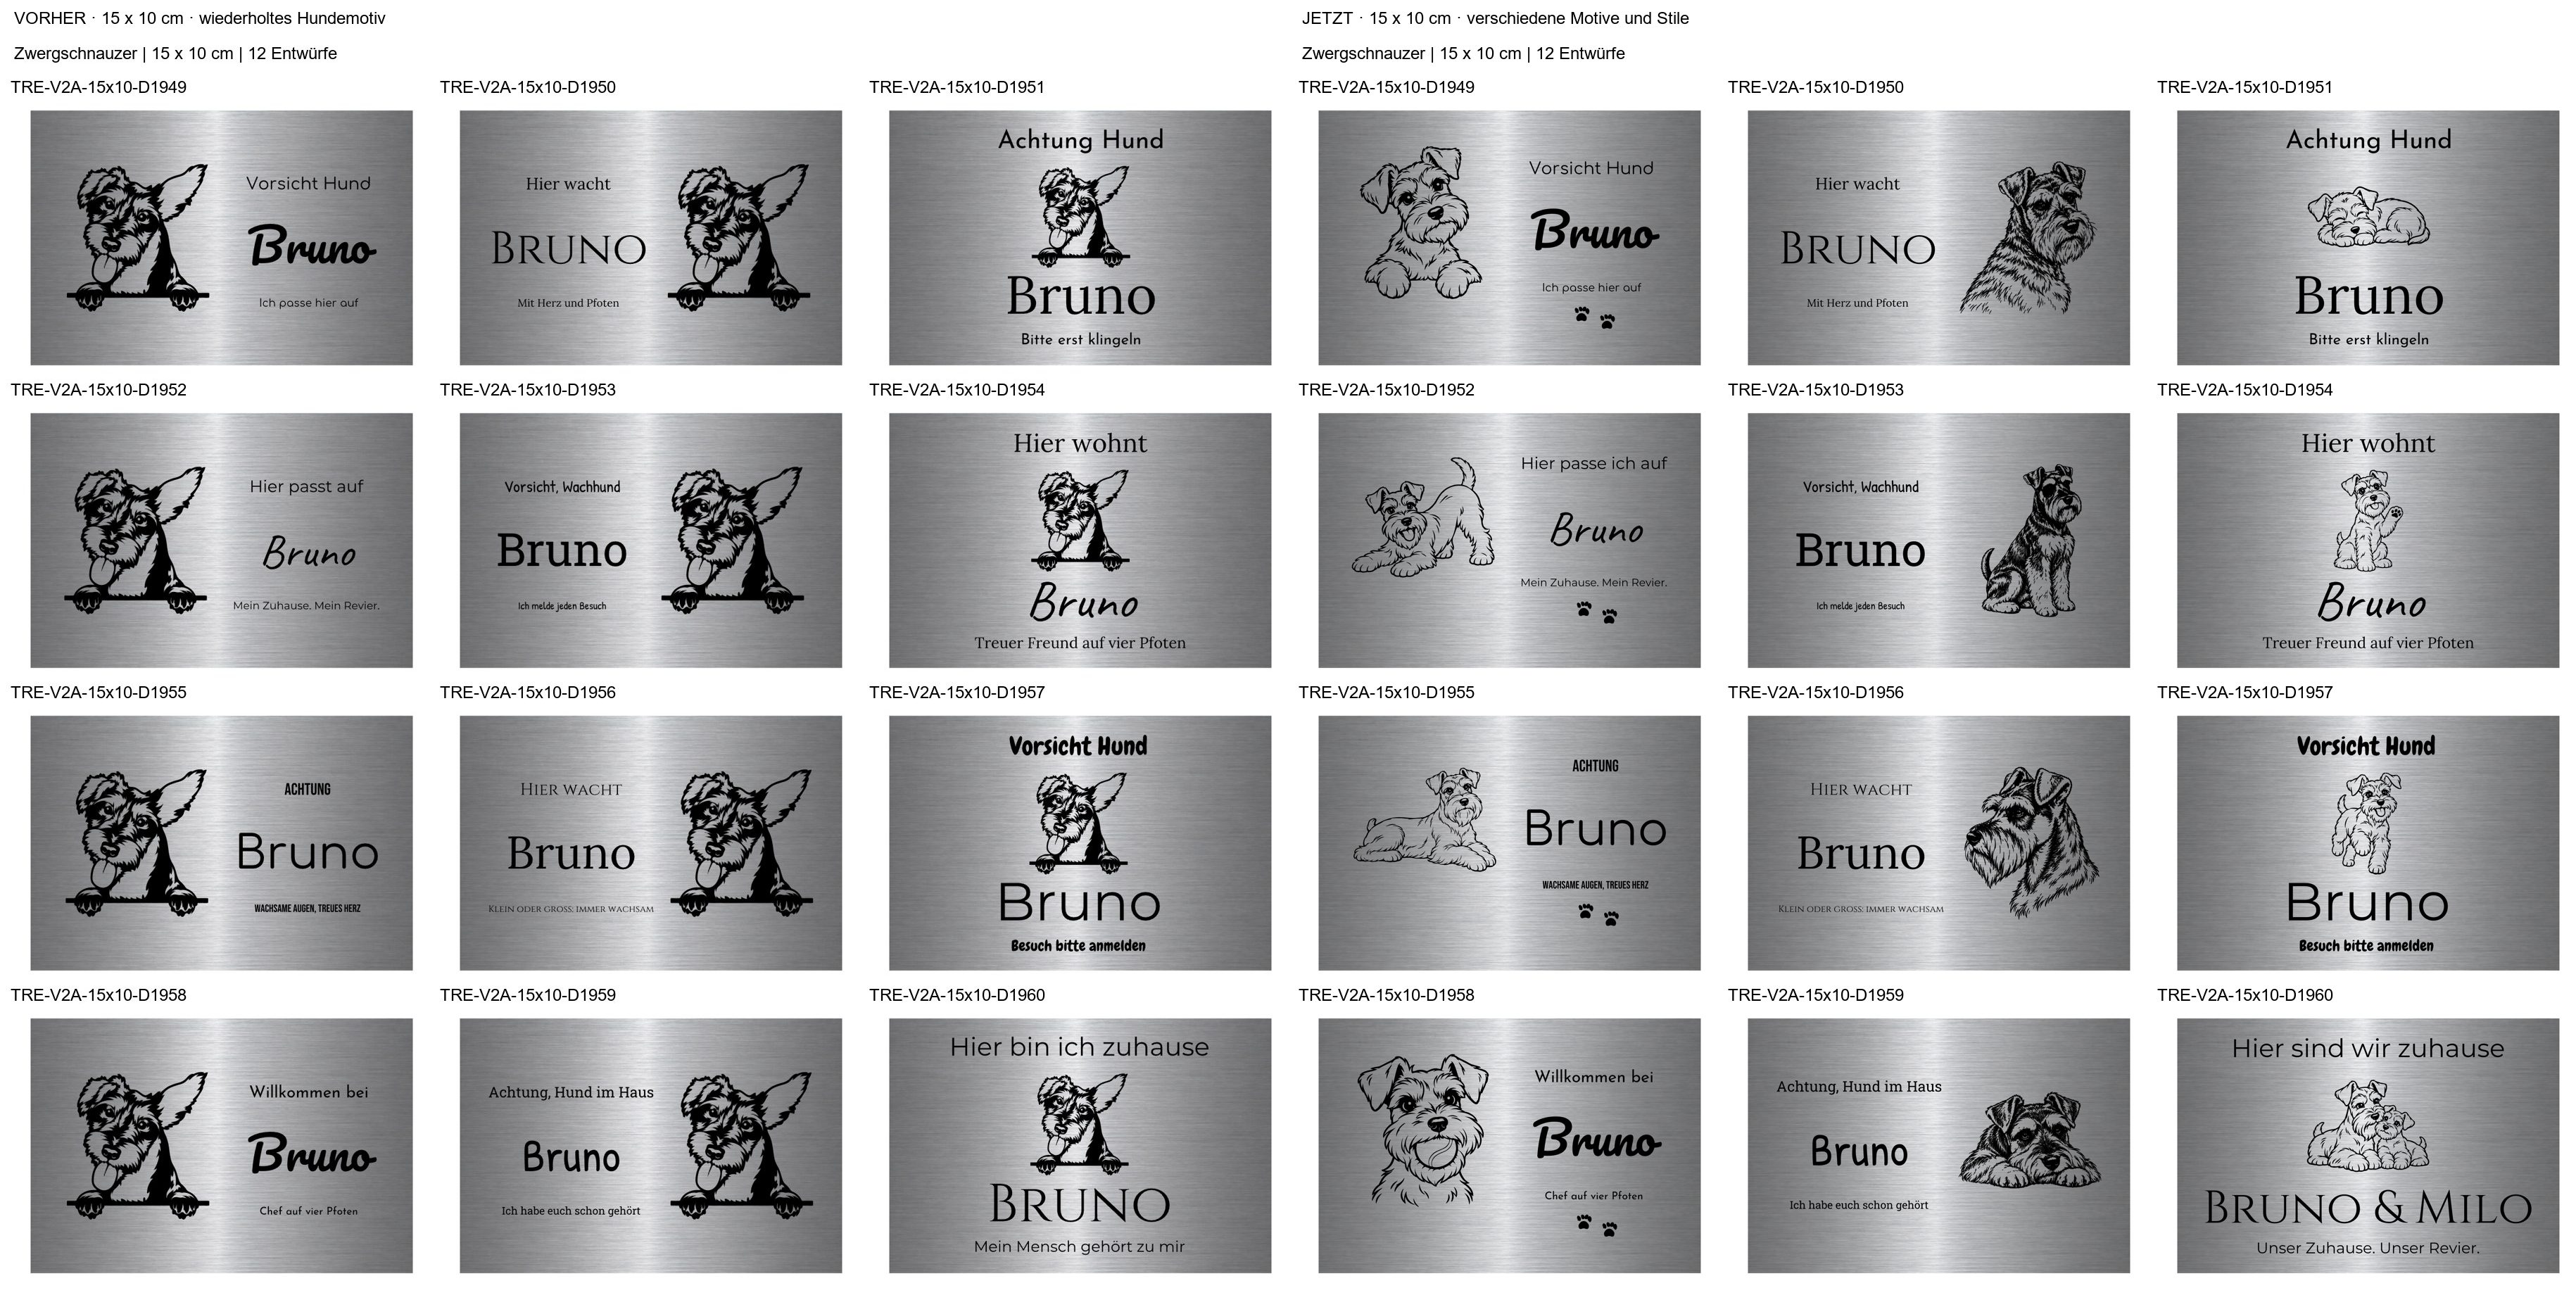 VORHER · 15 x 10 cm · wiederholtes Hundemotiv
Zwergschnauzer | 15 x 10 cm | 12 Entwürfe
TRE-V2A-15x10-D1949
Vorsicht Hund
Bruno
Ich passe hier auf
TRE-V2A-15x10-D1950
Hier wacht
BRUNO
Mit Herz und Pfoten
TRE-V2A-15x10-D1951
Achtung Hund
Bruno
Bitte erst klingeln
TRE-V2A-15x10-D1952
Hier passt auf
Bruno
Mein Zuhause. Mein Revier.
TRE-V2A-15x10-D1953
Vorsicht, Wachhund
Bruno
Ich melde jeden Besuch
TRE-V2A-15x10-D1954
Hier wohnt
Bruno
Treuer Freund auf vier Pfoten
TRE-V2A-15x10-D1955
ACHTUNG
Bruno
WACHSAME AUGEN, TREUES HERZ
TRE-V2A-15x10-D1956
HIER WACHT
Bruno
KLEIN ODER GROSS: IMMER WACHSAM
TRE-V2A-15x10-D1957
Vorsicht Hund
Bruno
Besuch bitte anmelden
TRE-V2A-15x10-D1958
Willkommen bei
Bruno
Chef auf vier Pfoten
TRE-V2A-15x10-D1959
Achtung, Hund im Haus
Bruno
Ich habe euch schon gehört
TRE-V2A-15x10-D1960
Hier bin ich zuhause
BRUNO
Mein Mensch gehört zu mir
JETZT · 15 x 10 cm · verschiedene Motive und Stile
Zwergschnauzer | 15 x 10 cm | 12 Entwürfe
TRE-V2A-15x10-D1949
Vorsicht Hund
Bruno
Ich passe hier auf
TRE-V2A-15x10-D1950
Hier wacht
BRUNO
Mit Herz und Pfoten
TRE-V2A-15x10-D1951
Achtung Hund
Bruno
Bitte erst klingeln
TRE-V2A-15x10-D1952
Hier passe ich auf
Bruno
Mein Zuhause. Mein Revier.
TRE-V2A-15x10-D1953
Vorsicht, Wachhund
Bruno
Ich melde jeden Besuch
TRE-V2A-15x10-D1954
Hier wohnt
Bruno
Treuer Freund auf vier Pfoten
TRE-V2A-15x10-D1955
ACHTUNG
Bruno
WACHSAME AUGEN, TREUES HERZ
TRE-V2A-15x10-D1956
HIER WACHT
Bruno
KLEIN ODER GROSS: IMMER WACHSAM
TRE-V2A-15x10-D1957
Vorsicht Hund
Bruno
Besuch bitte anmelden
TRE-V2A-15x10-D1958
Willkommen bei
Bruno
Chef auf vier Pfoten
TRE-V2A-15x10-D1959
Achtung, Hund im Haus
Bruno
Ich habe euch schon gehört
TRE-V2A-15x10-D1960
Hier sind wir zuhause
BRUNO & MILO
Unser Zuhause. Unser Revier.